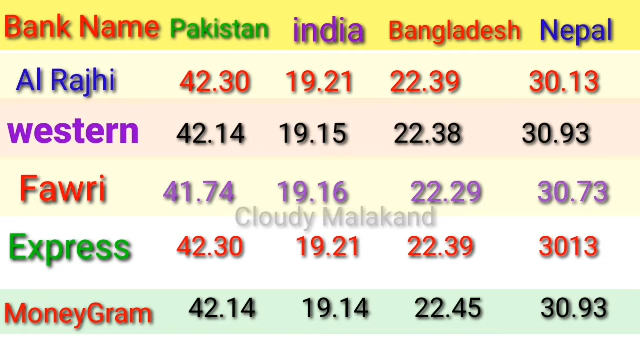 Bank Name Pakistan india Bangladesh Nepal
Al Rajhi 42.30 19.21 22.39 30.13
western 42.14 19.15 22.38 30.93
Fawri 41.74 19.16 22.29 30.73
Cloudy Malakand
Express 42.30 19.21 22.39 3013
MoneyGram 42.14 19.14 22.45 30.93